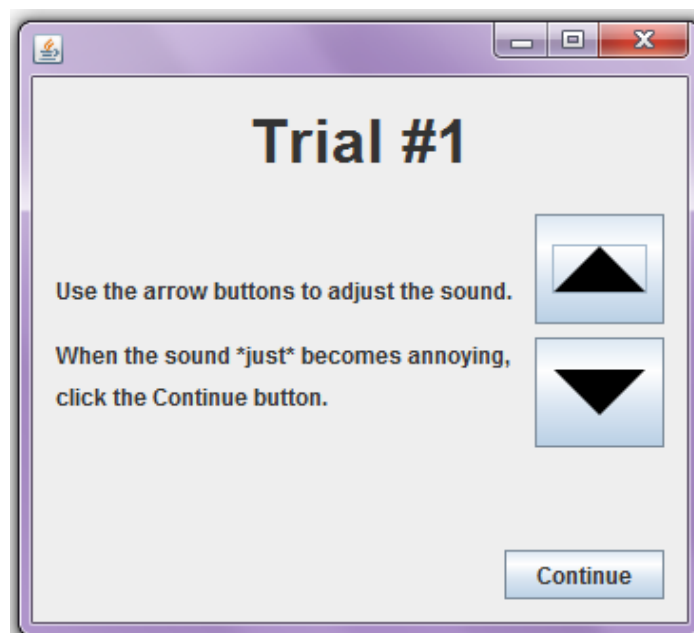 Trial #1
Use the arrow buttons to adjust the sound.
When the sound *just* becomes annoying,
click the Continue button.
Continue